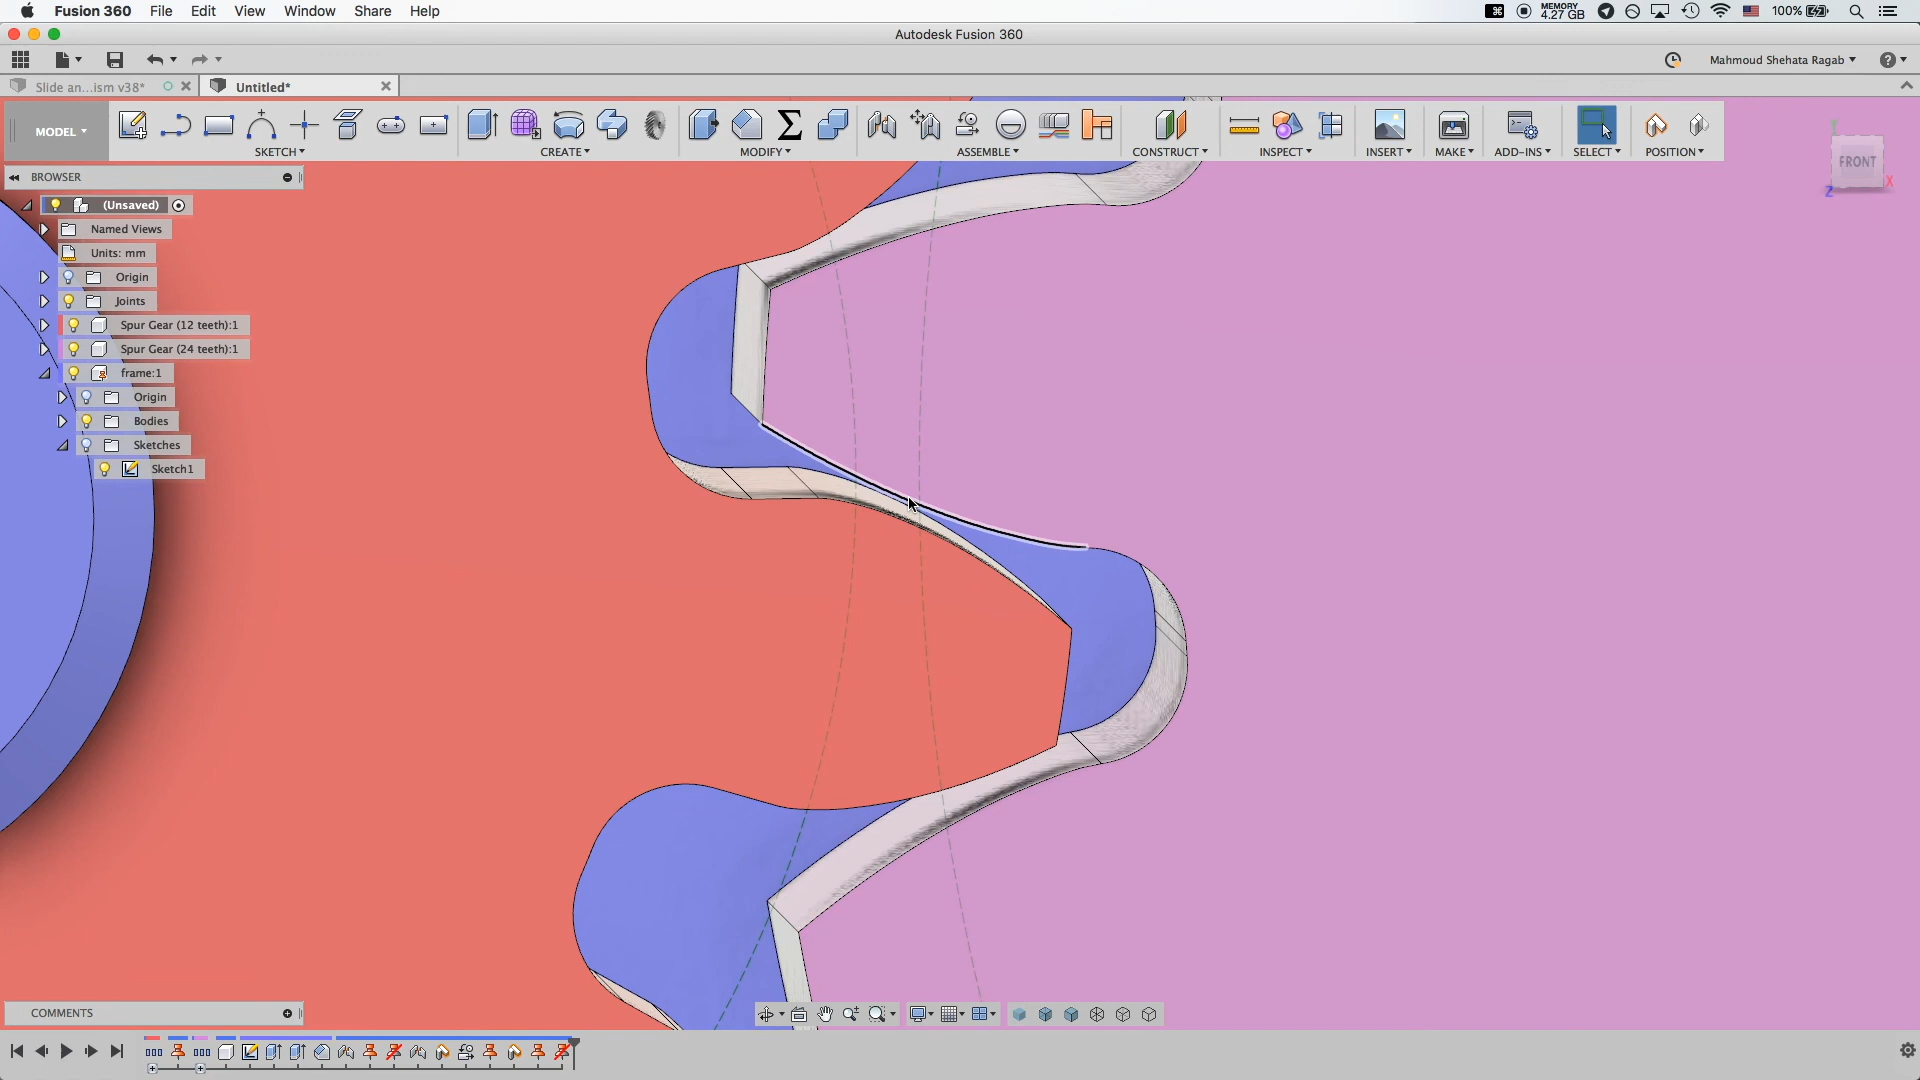 Fusion 360 File Edit View Window Share Help
MEMORY
4.27 GB
100%
Autodesk Fusion 360
Mahmoud Shehata Ragab
Slide an...ism v38*
Untitled*
MODEL
SKETCH
CREATE
MODIFY
ASSEMBLE
CONSTRUCT
INSPECT
INSERT
MAKE
ADD-INS
SELECT
POSITION
FRONT
X
Z
BROWSER
(Unsaved)
Named Views
Units: mm
Origin
Joints
Spur Gear (12 teeth):1
Spur Gear (24 teeth):1
frame:1
Origin
Bodies
Sketches
Sketch1
COMMENTS